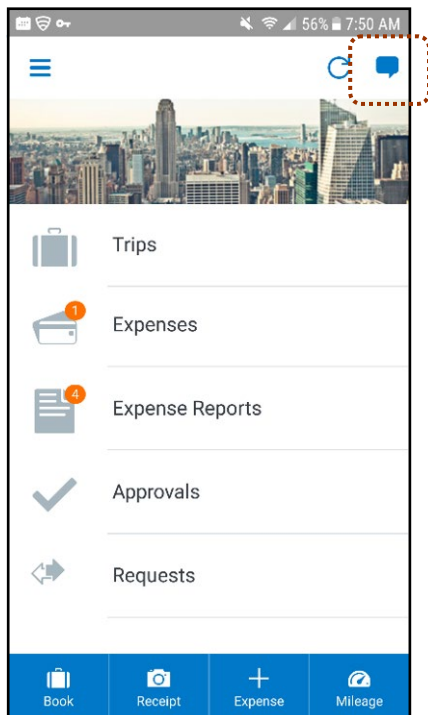 56% 7:50 AM
Trips
1
Expenses
4
Expense Reports
Approvals
Requests
Book Receipt Expense Mileage